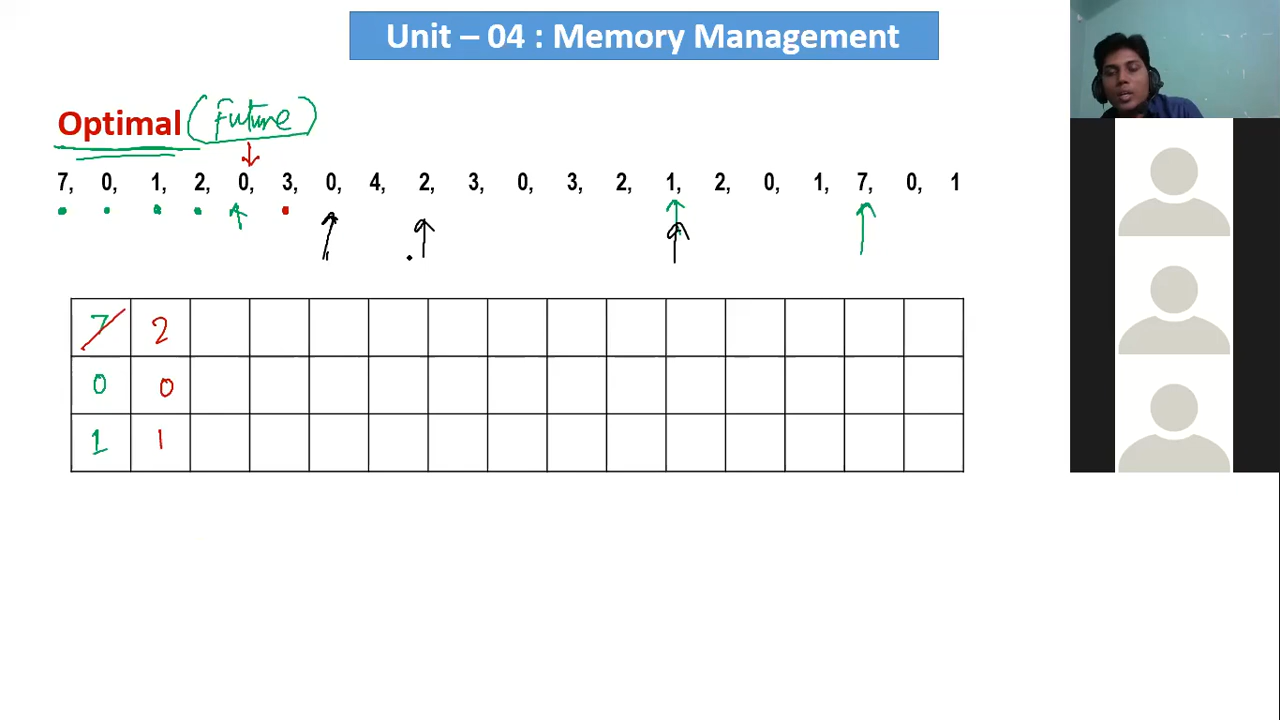 Unit – 04 : Memory Management
Optimal (Future)
7, 0, 1, 2, 0, 3, 0, 4, 2, 3, 0, 3, 2, 1, 2, 0, 1, 7, 0, 1
7 2
0 0
1 1